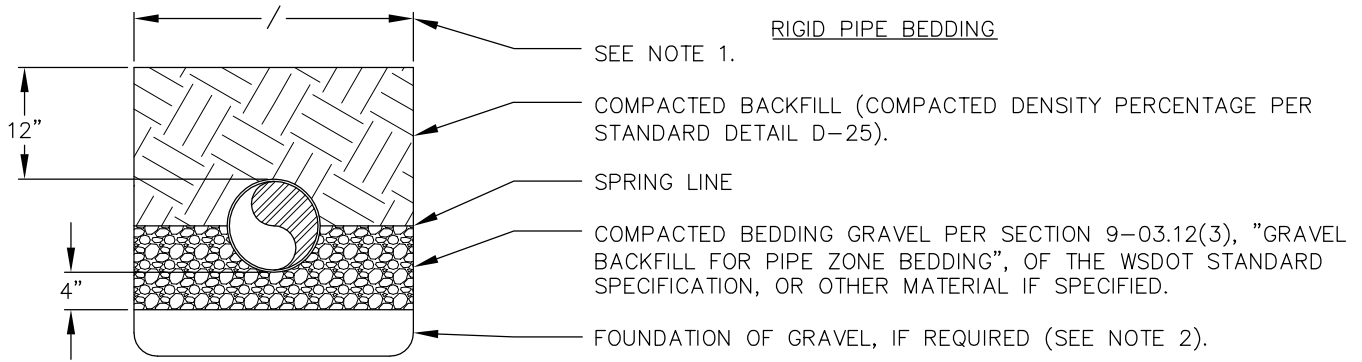 RIGID PIPE BEDDING
SEE NOTE 1.
12”
COMPACTED BACKFILL (COMPACTED DENSITY PERCENTAGE PER
STANDARD DETAIL D–25).
SPRING LINE
COMPACTED BEDDING GRAVEL PER SECTION 9–03.12(3), ”GRAVEL
BACKFILL FOR PIPE ZONE BEDDING”, OF THE WSDOT STANDARD
SPECIFICATION, OR OTHER MATERIAL IF SPECIFIED.
4”
FOUNDATION OF GRAVEL, IF REQUIRED (SEE NOTE 2).